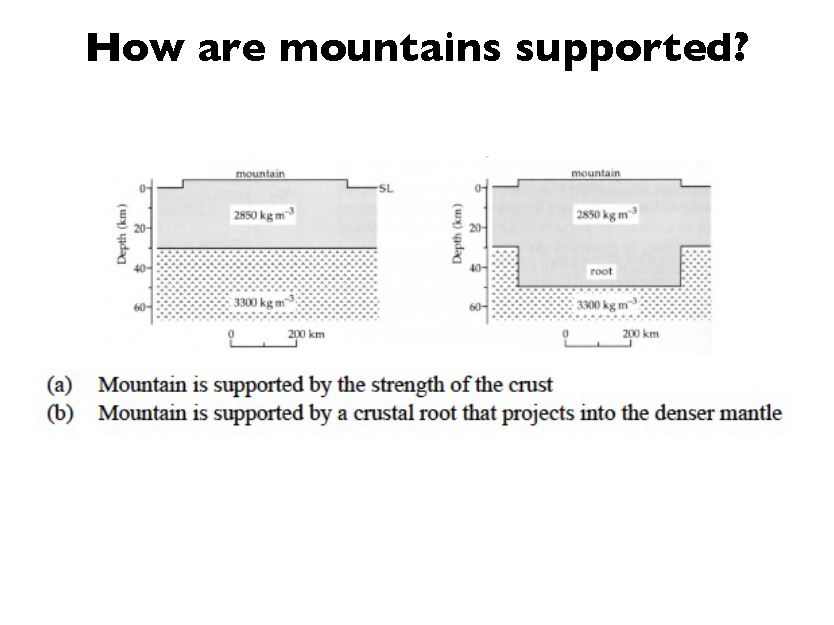 How are mountains supported?
mountain
0
SL
2850 kg m⁻³
20
Depth (km)
40
3300 kg m⁻³
60
0 200 km
mountain
0
2850 kg m⁻³
20
Depth (km)
40
root
60
3300 kg m⁻³
0 200 km
(a) Mountain is supported by the strength of the crust
(b) Mountain is supported by a crustal root that projects into the denser mantle